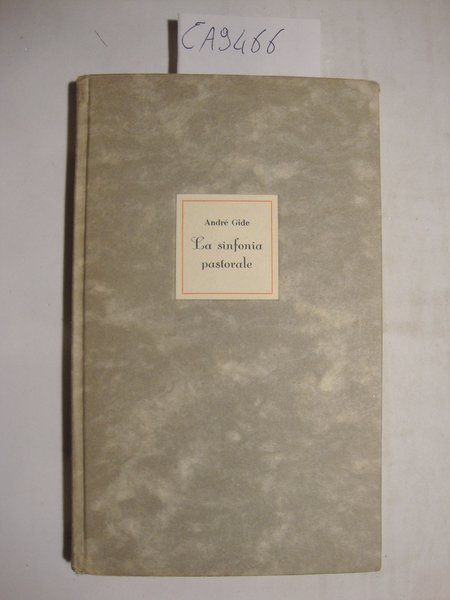 CA9466
André Gide
La sinfonia
pastorale